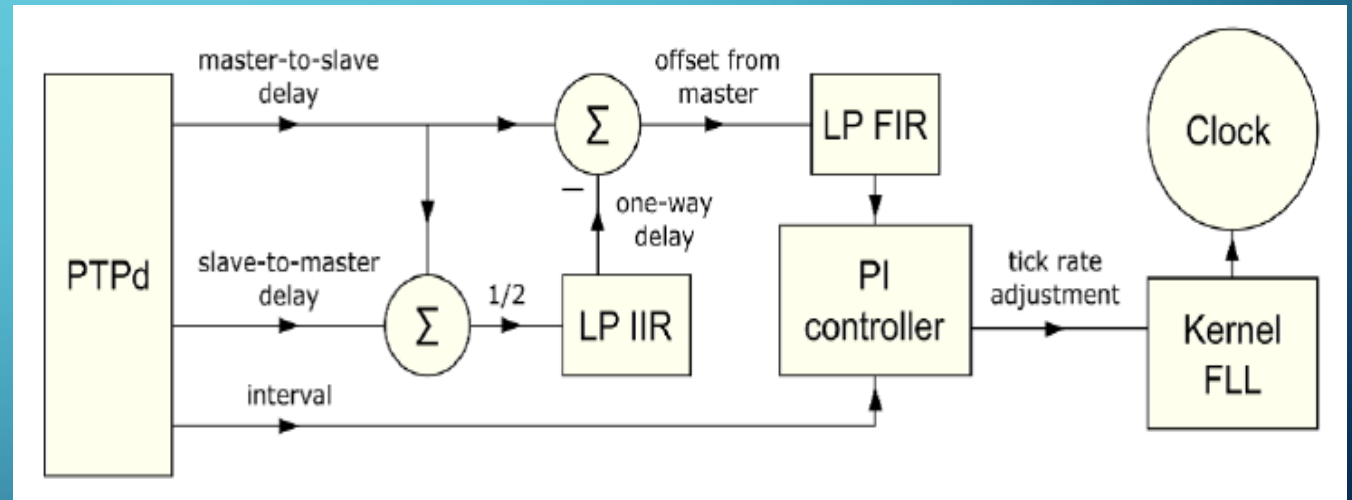 PTPd
master-to-slave
delay
Σ
offset from
master
LP FIR
Clock
–
one-way
delay
slave-to-master
delay
Σ
1/2
LP IIR
PI
controller
tick rate
adjustment
Kernel
FLL
interval